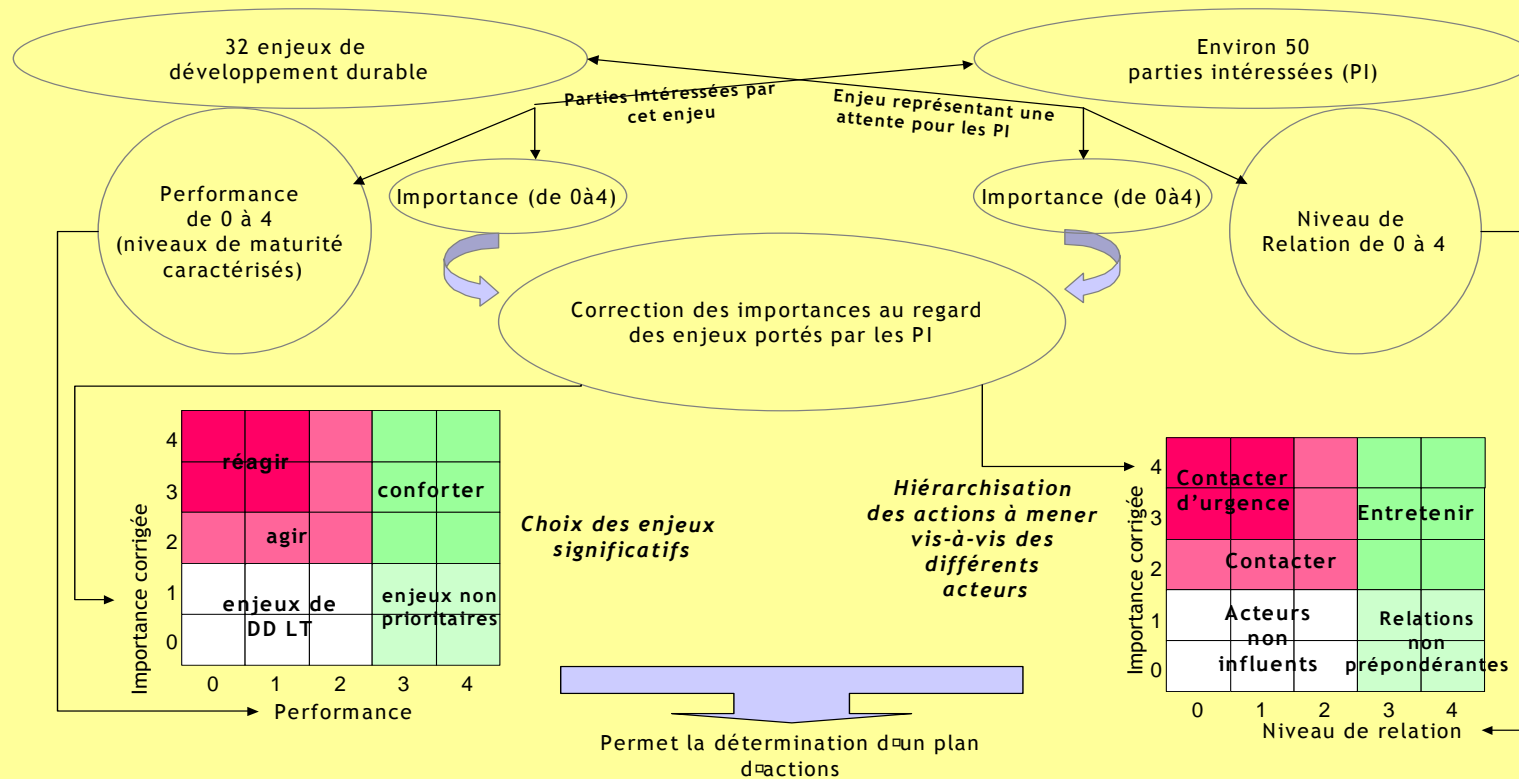 32 enjeux de
développement durable
Environ 50
parties intéressées (PI)
Parties Intéressées par
cet enjeu
Enjeu représentant une
attente pour les PI
Performance
de 0 à 4
(niveaux de maturité
caractérisés)
Importance (de 0à4)
Importance (de 0à4)
Niveau de
Relation de 0 à 4
Correction des importances au regard
des enjeux portés par les PI
Importance corrigée
4
3
2
1
0
réagir
conforter
agir
enjeux de
DD LT
enjeux non
prioritaires
0 1 2 3 4
Performance
Choix des enjeux
significatifs
Hiérarchisation
des actions à mener
vis-à-vis des
différents
acteurs
Importance corrigée
4
3
2
1
0
Contacter
d’urgence
Entretenir
Contacter
Acteurs
non
influents
Relations
non
prépondérantes
0 1 2 3 4
Niveau de relation
Permet la détermination d▫un plan
d▫actions